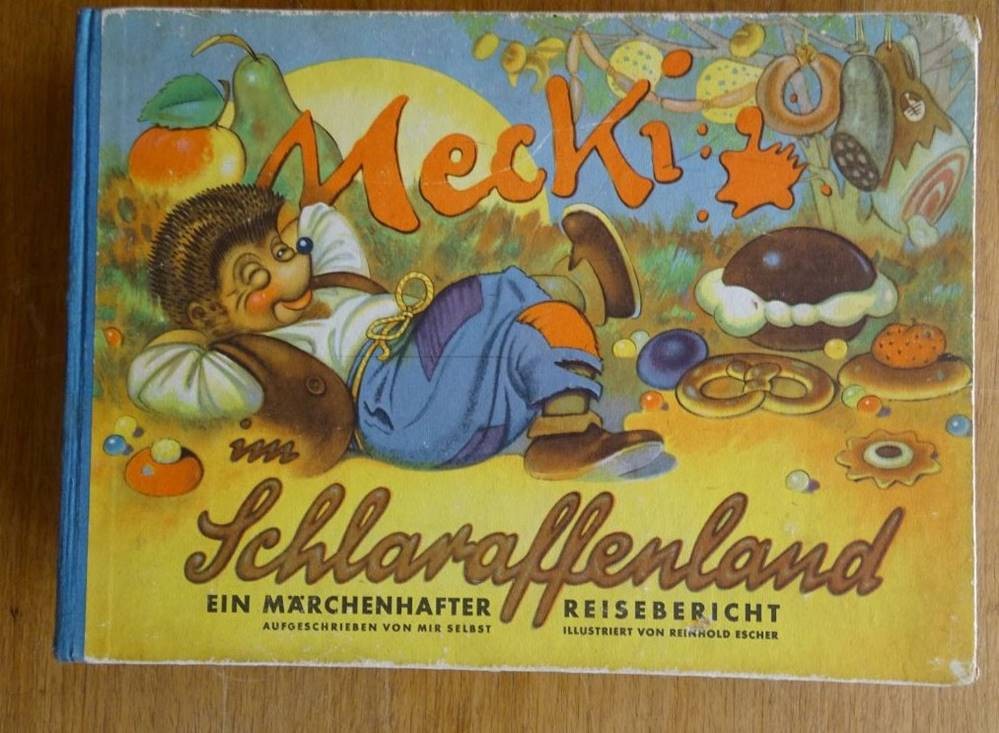 Mecki:
im
Schlaraffenland
EIN MÄRCHENHAFTER REISEBERICHT
AUFGESCHRIEBEN VON MIR SELBST ILLUSTRIERT VON REINHOLD ESCHER